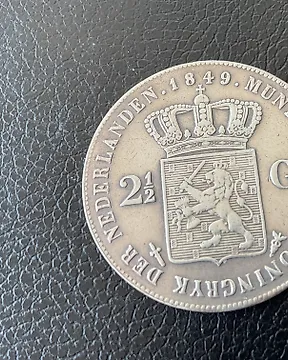 DER NEDERLANDEN. 1849. MUN
2½ G
KONINGRYK